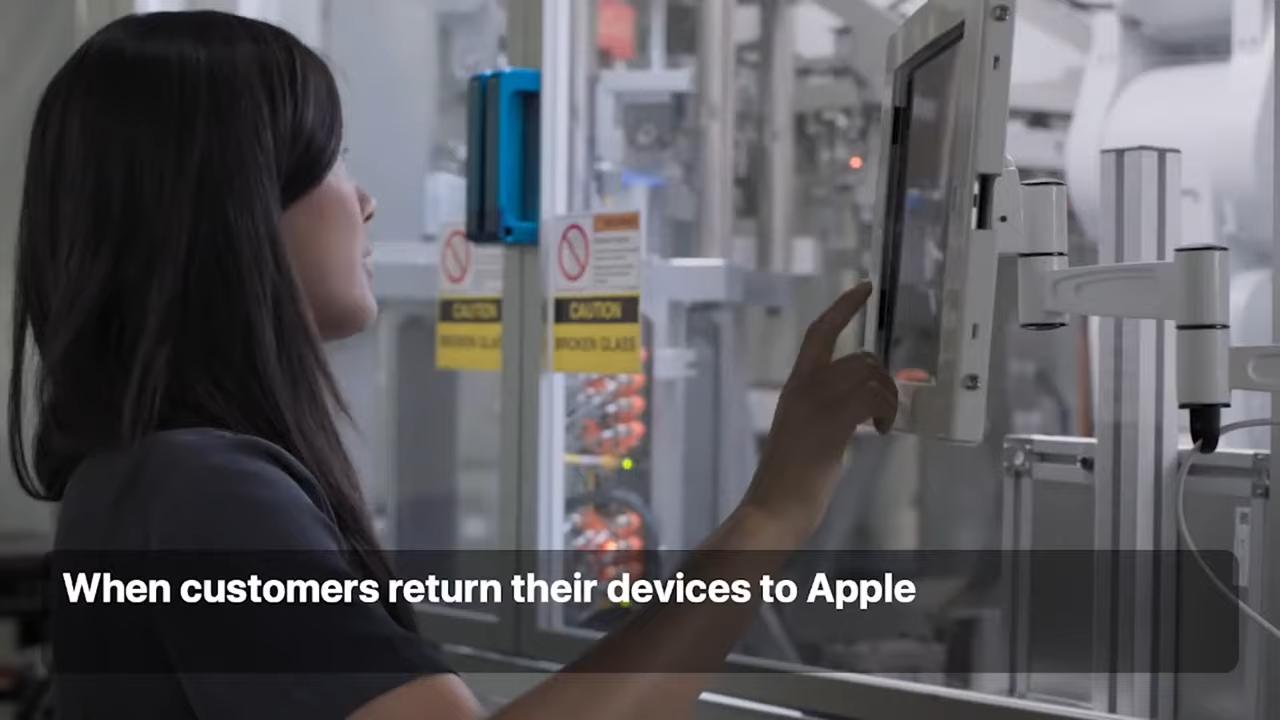 CAUTION
CAUTION
BROKEN GLASS
When customers return their devices to Apple